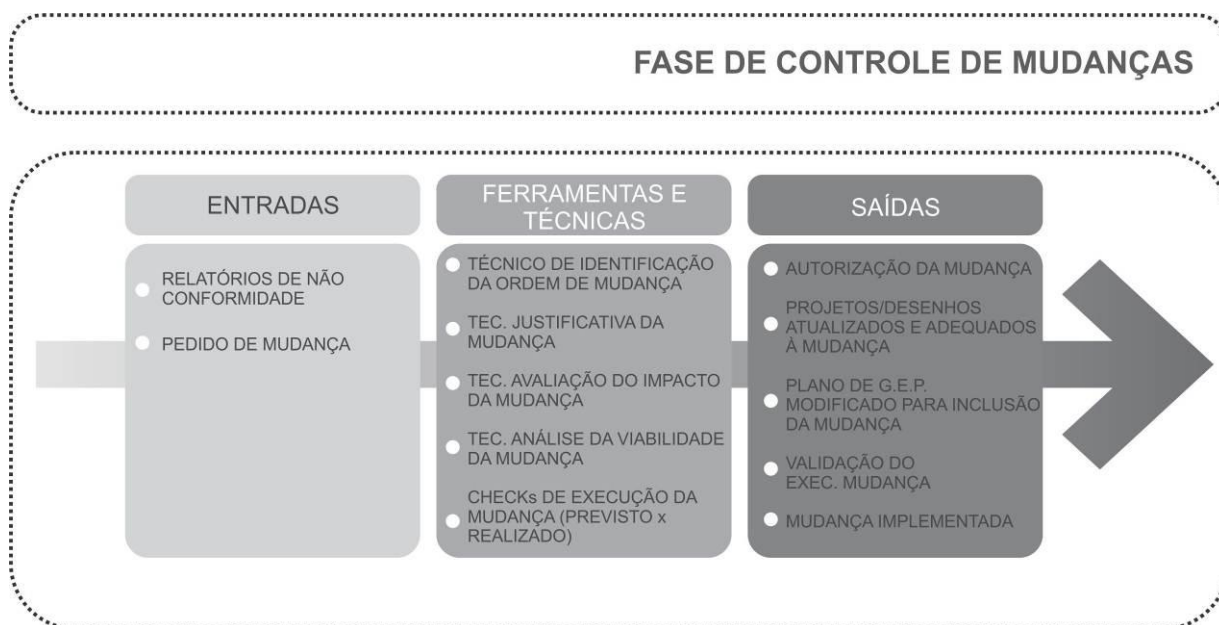 FASE DE CONTROLE DE MUDANÇAS
ENTRADAS
RELATÓRIOS DE NÃO
CONFORMIDADE
PEDIDO DE MUDANÇA
FERRAMENTAS E
TÉCNICAS
TÉCNICO DE IDENTIFICAÇÃO
DA ORDEM DE MUDANÇA
TEC. JUSTIFICATIVA DA
MUDANÇA
TEC. AVALIAÇÃO DO IMPACTO
DA MUDANÇA
TEC. ANÁLISE DA VIABILIDADE
DA MUDANÇA
CHECKs DE EXECUÇÃO DA
MUDANÇA (PREVISTO x
REALIZADO)
SAÍDAS
AUTORIZAÇÃO DA MUDANÇA
PROJETOS/DESENHOS
ATUALIZADOS E ADEQUADOS
À MUDANÇA
PLANO DE G.E.P.
MODIFICADO PARA INCLUSÃO
DA MUDANÇA
VALIDAÇÃO DO
EXEC. MUDANÇA
MUDANÇA IMPLEMENTADA